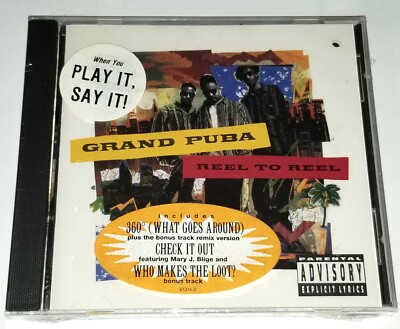 When You
PLAY IT,
SAY IT!
GRAND PUBA
REEL TO REEL
includes
360° (WHAT GOES AROUND)
plus the bonus track remix version
CHECK IT OUT
featuring Mary J. Blige and
WHO MAKES THE LOOT?
bonus track
61314-2
PARENTAL
ADVISORY
EXPLICIT LYRICS